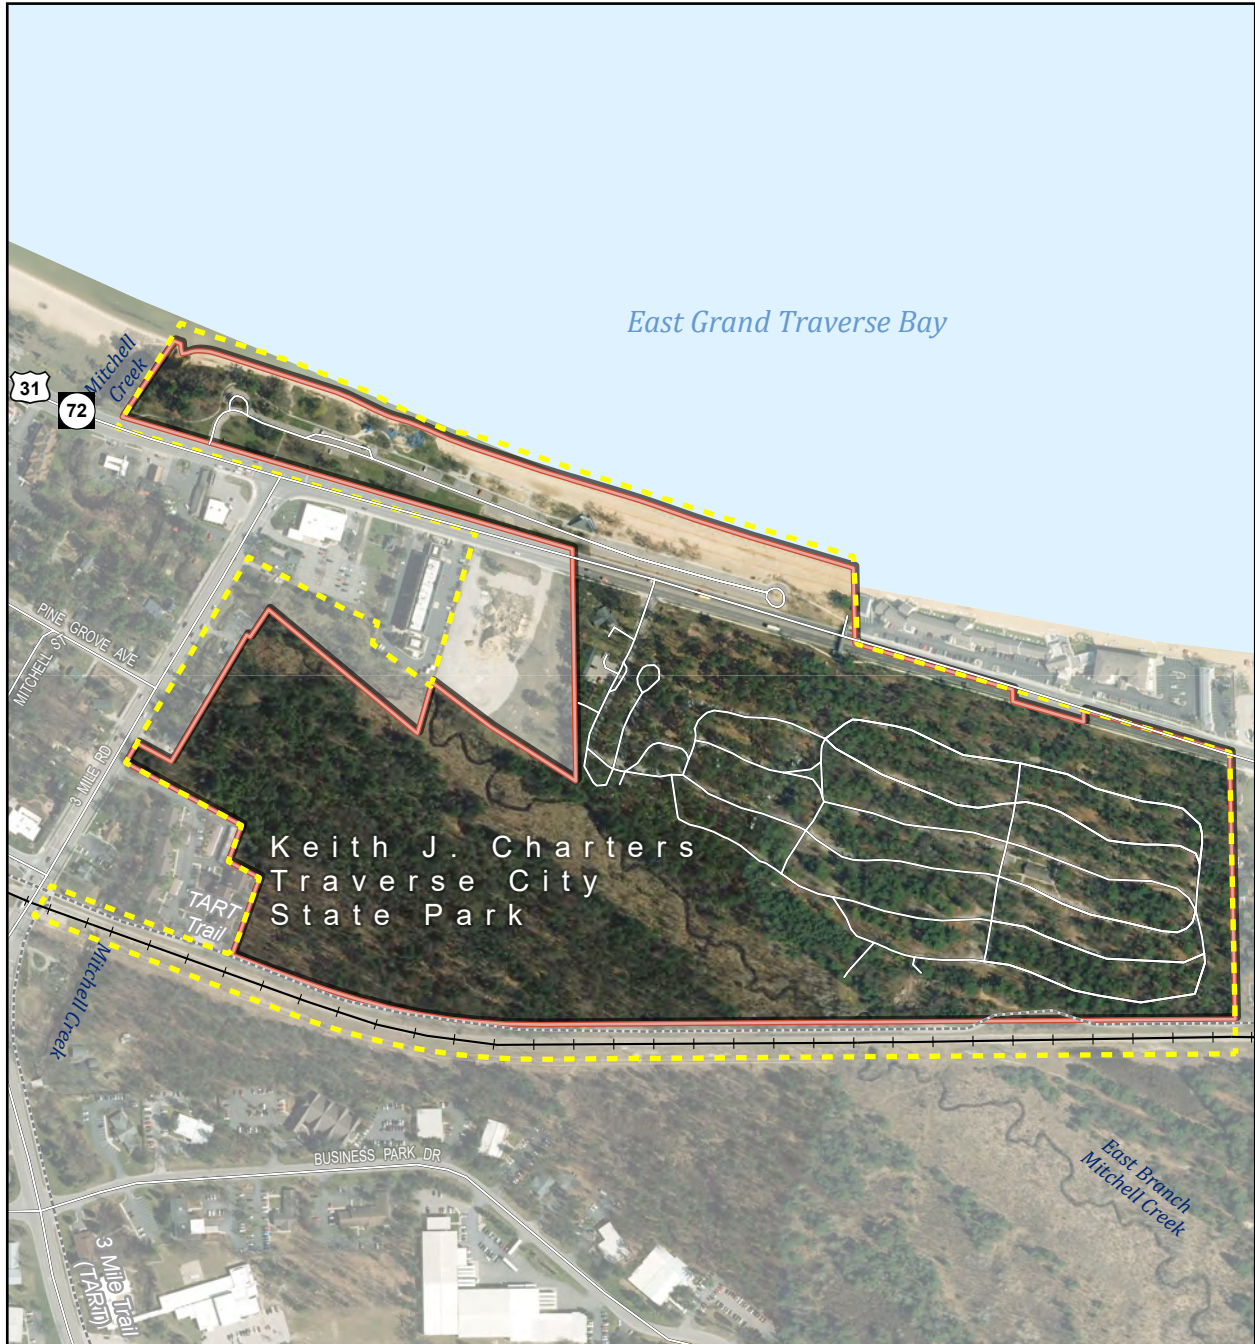 East Grand Traverse Bay
Mitchell
Creek
31
72
PINE GROVE AVE
MITCHELL ST
3 MILE RD
Keith J. Charters
Traverse City
State Park
TART
Trail
Mitchell Creek
BUSINESS PARK DR
East Branch
Mitchell Creek
3 Mile Trail
(TART)